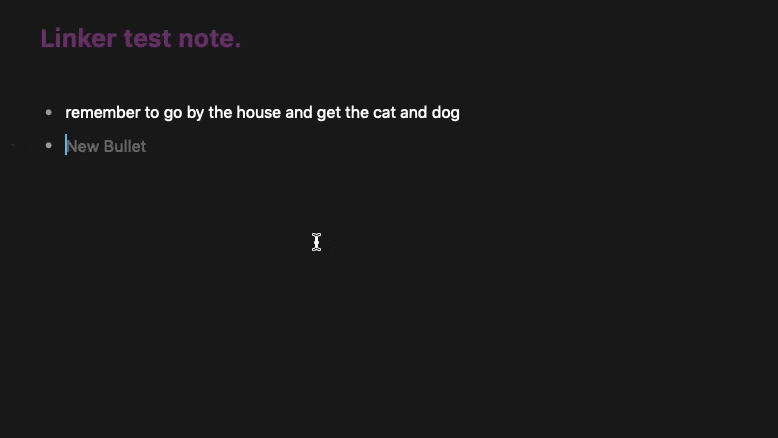 Linker test note.
remember to go by the house and get the cat and dog
New Bullet